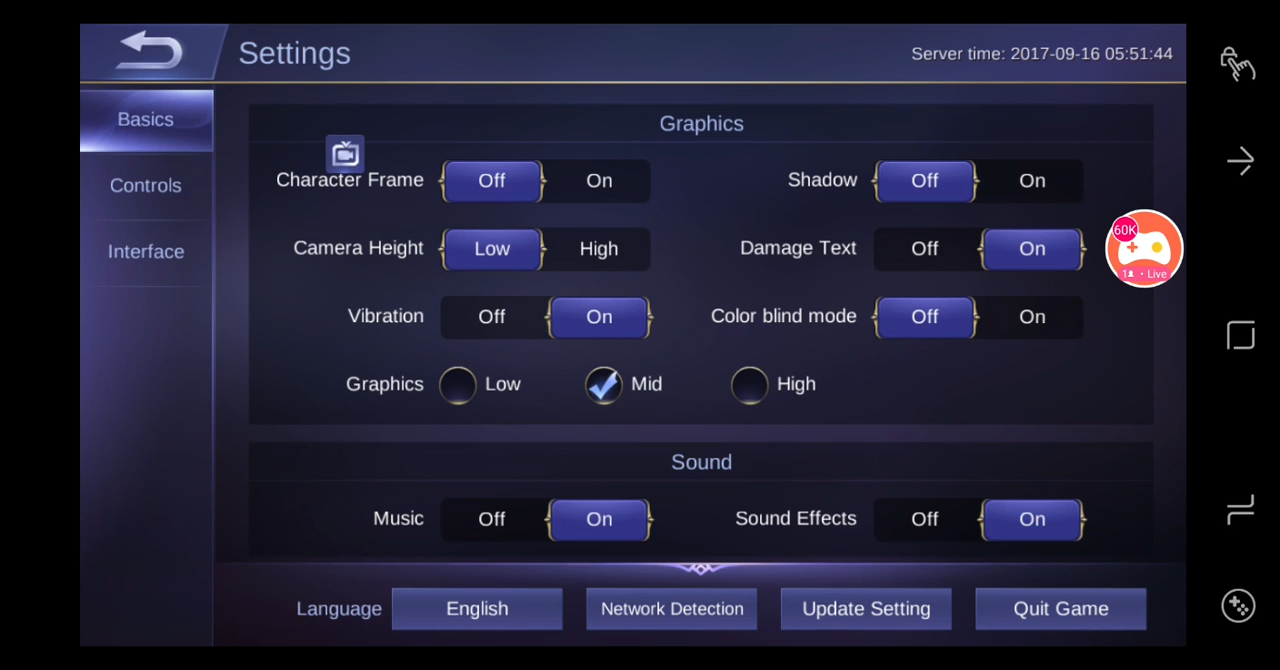 Settings
Server time: 2017-09-16 05:51:44
Basics
Controls
Interface
Graphics
Character Frame Off On
Shadow Off On
Camera Height Low High
Damage Text Off On
Vibration Off On
Color blind mode Off On
Graphics Low Mid High
60K
1 • Live
Sound
Music Off On
Sound Effects Off On
Language English Network Detection Update Setting Quit Game